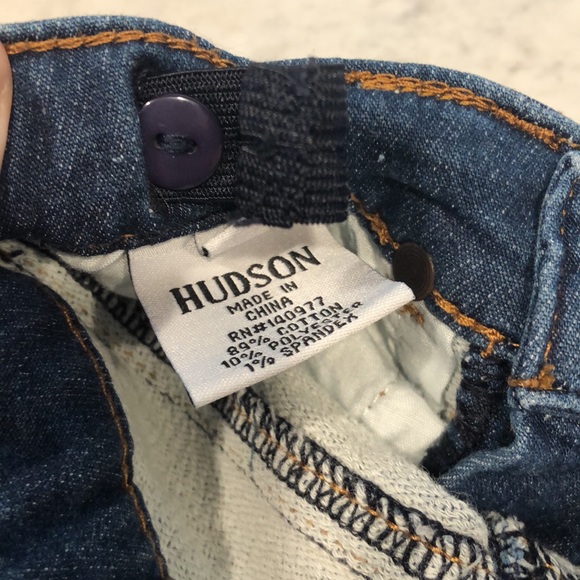 HUDSON
MADE IN
CHINA
RN#140977
89% COTTON
10% POLYESTER
1% SPANDEX